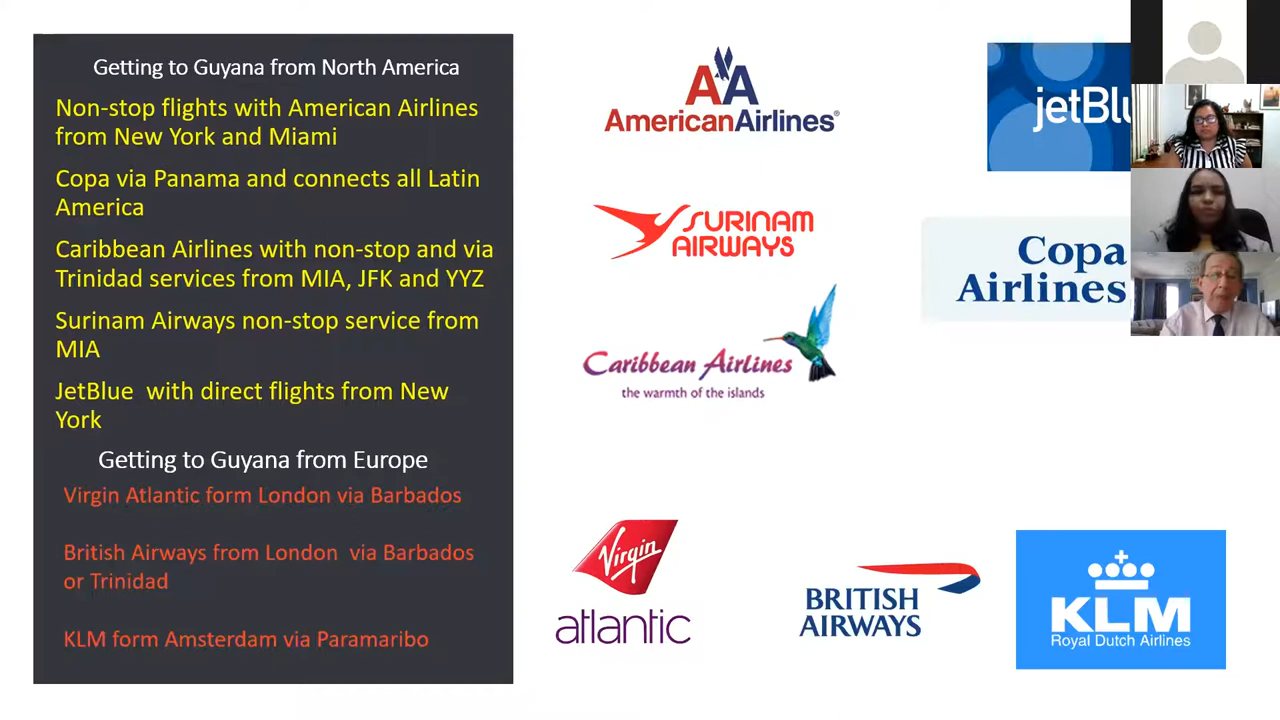 Getting to Guyana from North America
Non-stop flights with American Airlines
from New York and Miami
Copa via Panama and connects all Latin
America
Caribbean Airlines with non-stop and via
Trinidad services from MIA, JFK and YYZ
Surinam Airways non-stop service from
MIA
JetBlue with direct flights from New
York
Getting to Guyana from Europe
Virgin Atlantic form London via Barbados
British Airways from London via Barbados
or Trinidad
KLM form Amsterdam via Paramaribo
AA
AmericanAirlines®
jetBlu
SURINAM
AIRWAYS
Copa
Airlines
Caribbean Airlines
the warmth of the islands
Virgin
atlantic
BRITISH
AIRWAYS
KLM
Royal Dutch Airlines